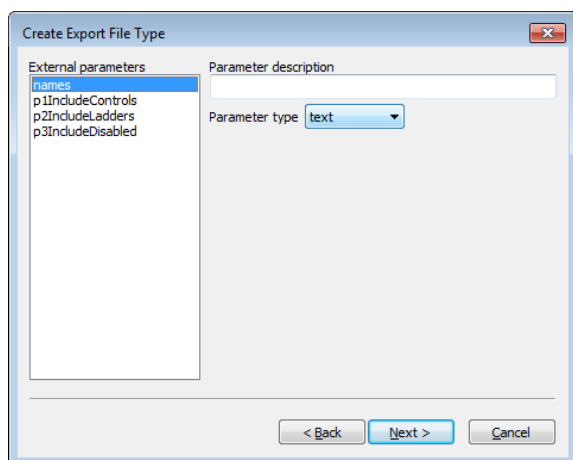 Create Export File Type
External parameters
names
p1IncludeControls
p2IncludeLadders
p3IncludeDisabled
Parameter description
Parameter type text
< Back Next > Cancel